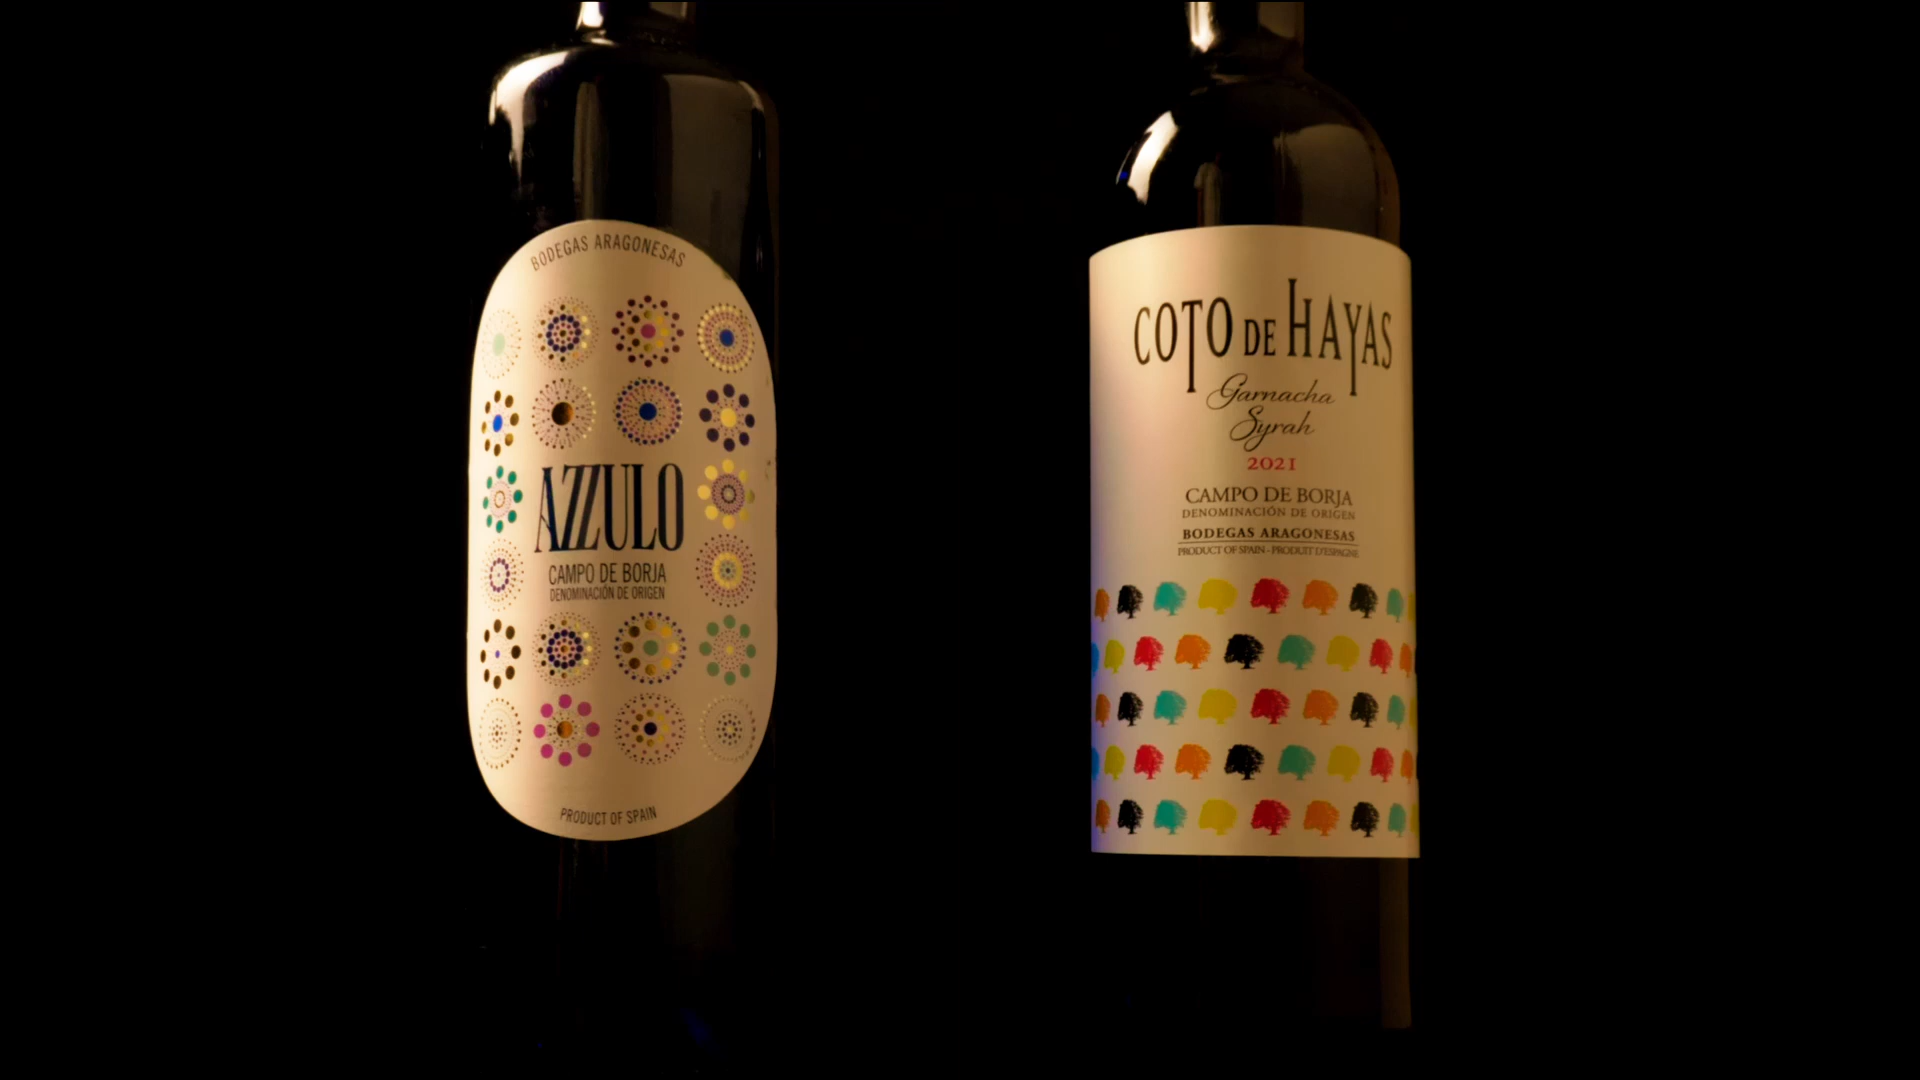 BODEGAS ARAGONESAS
AZZULO
CAMPO DE BORJA
DENOMINACIÓN DE ORIGEN
PRODUCT OF SPAIN
COTO DE HAYAS
Garnacha
Syrah
2021
CAMPO DE BORJA
DENOMINACIÓN DE ORIGEN
BODEGAS ARAGONESAS
PRODUCT OF SPAIN - PRODUIT D'ESPAGNE